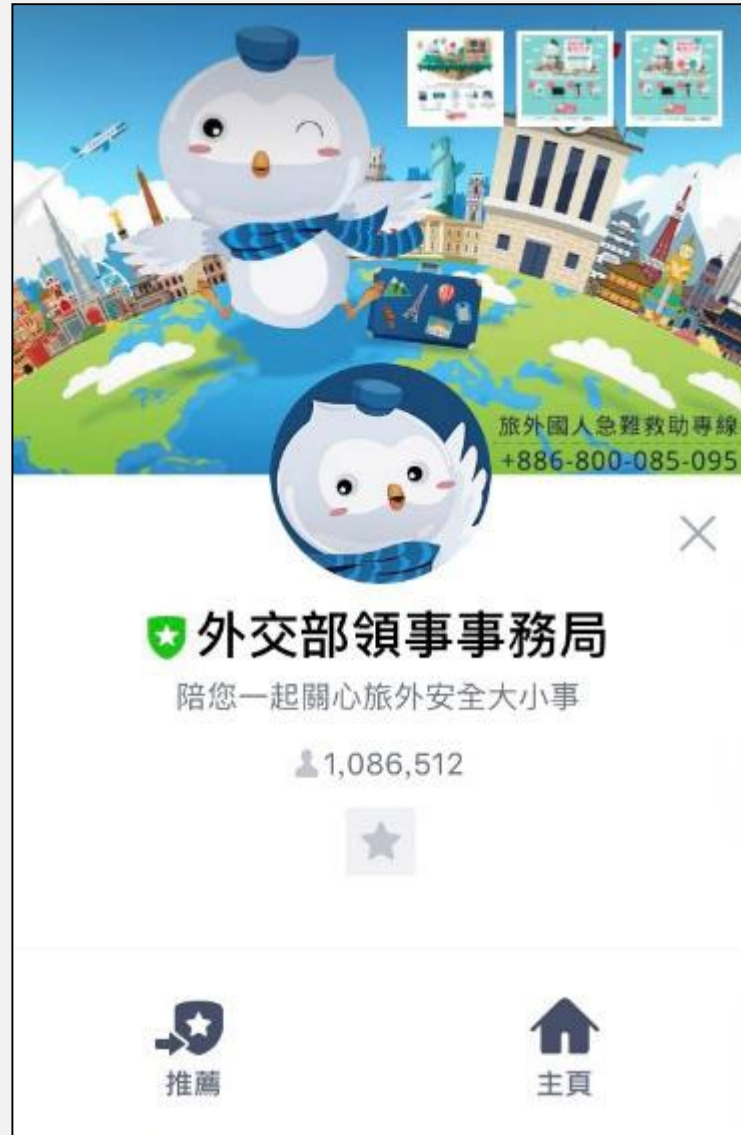 旅外國人急難救助專線
+886-800-085-095
外交部領事事務局
陪您一起關心旅外安全大小事
1,086,512
推薦
主頁